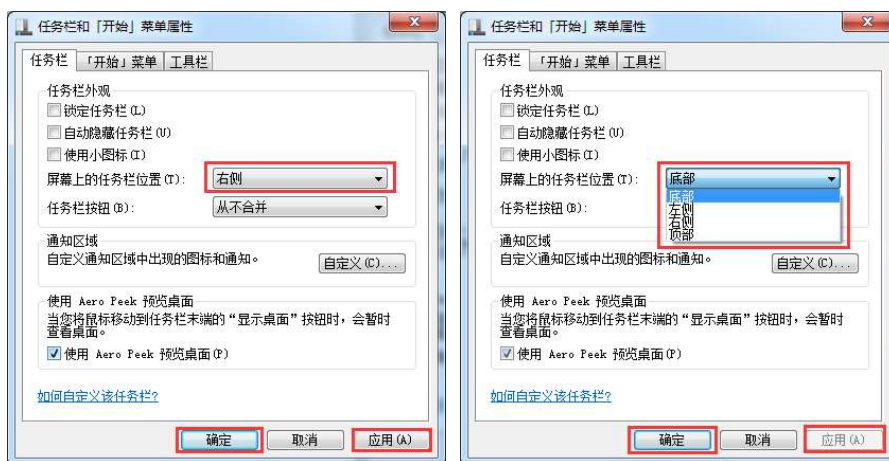 任务栏和「开始」菜单属性
任务栏
「开始」菜单
工具栏
任务栏外观
锁定任务栏(L)
自动隐藏任务栏(U)
使用小图标(I)
屏幕上的任务栏位置(T):
右侧
任务栏按钮(B):
从不合并
通知区域
自定义通知区域中出现的图标和通知。
自定义(C)...
使用 Aero Peek 预览桌面
当您将鼠标移动到任务栏末端的“显示桌面”按钮时，会暂时
查看桌面。
使用 Aero Peek 预览桌面(P)
如何自定义该任务栏?
确定
取消
应用(A)
任务栏和「开始」菜单属性
任务栏
「开始」菜单
工具栏
任务栏外观
锁定任务栏(L)
自动隐藏任务栏(U)
使用小图标(I)
屏幕上的任务栏位置(T):
底部
底部
左侧
右侧
顶部
任务栏按钮(B):
通知区域
自定义通知区域中出现的图标和通知。
自定义(C)...
使用 Aero Peek 预览桌面
当您将鼠标移动到任务栏末端的“显示桌面”按钮时，会暂时
查看桌面。
使用 Aero Peek 预览桌面(P)
如何自定义该任务栏?
确定
取消
应用(A)